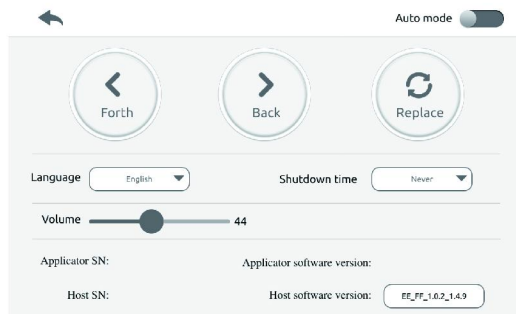 Auto mode
Forth Back Replace
Language English Shutdown time Never
Volume 44
Applicator SN: Applicator software version:
Host SN: Host software version: EE_FF_1.0.2_1.4.9